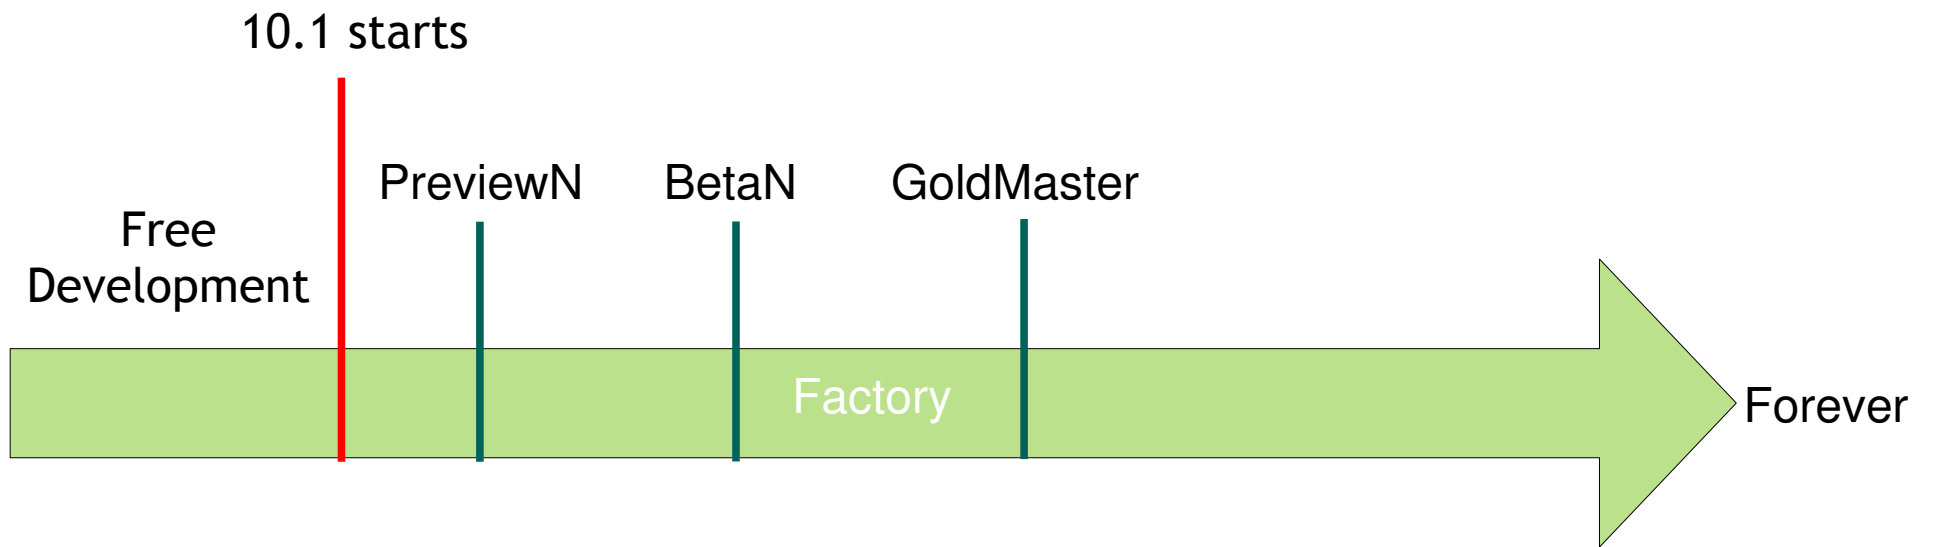 10.1 starts
PreviewN
BetaN
GoldMaster
Free
Development
Factory
Forever